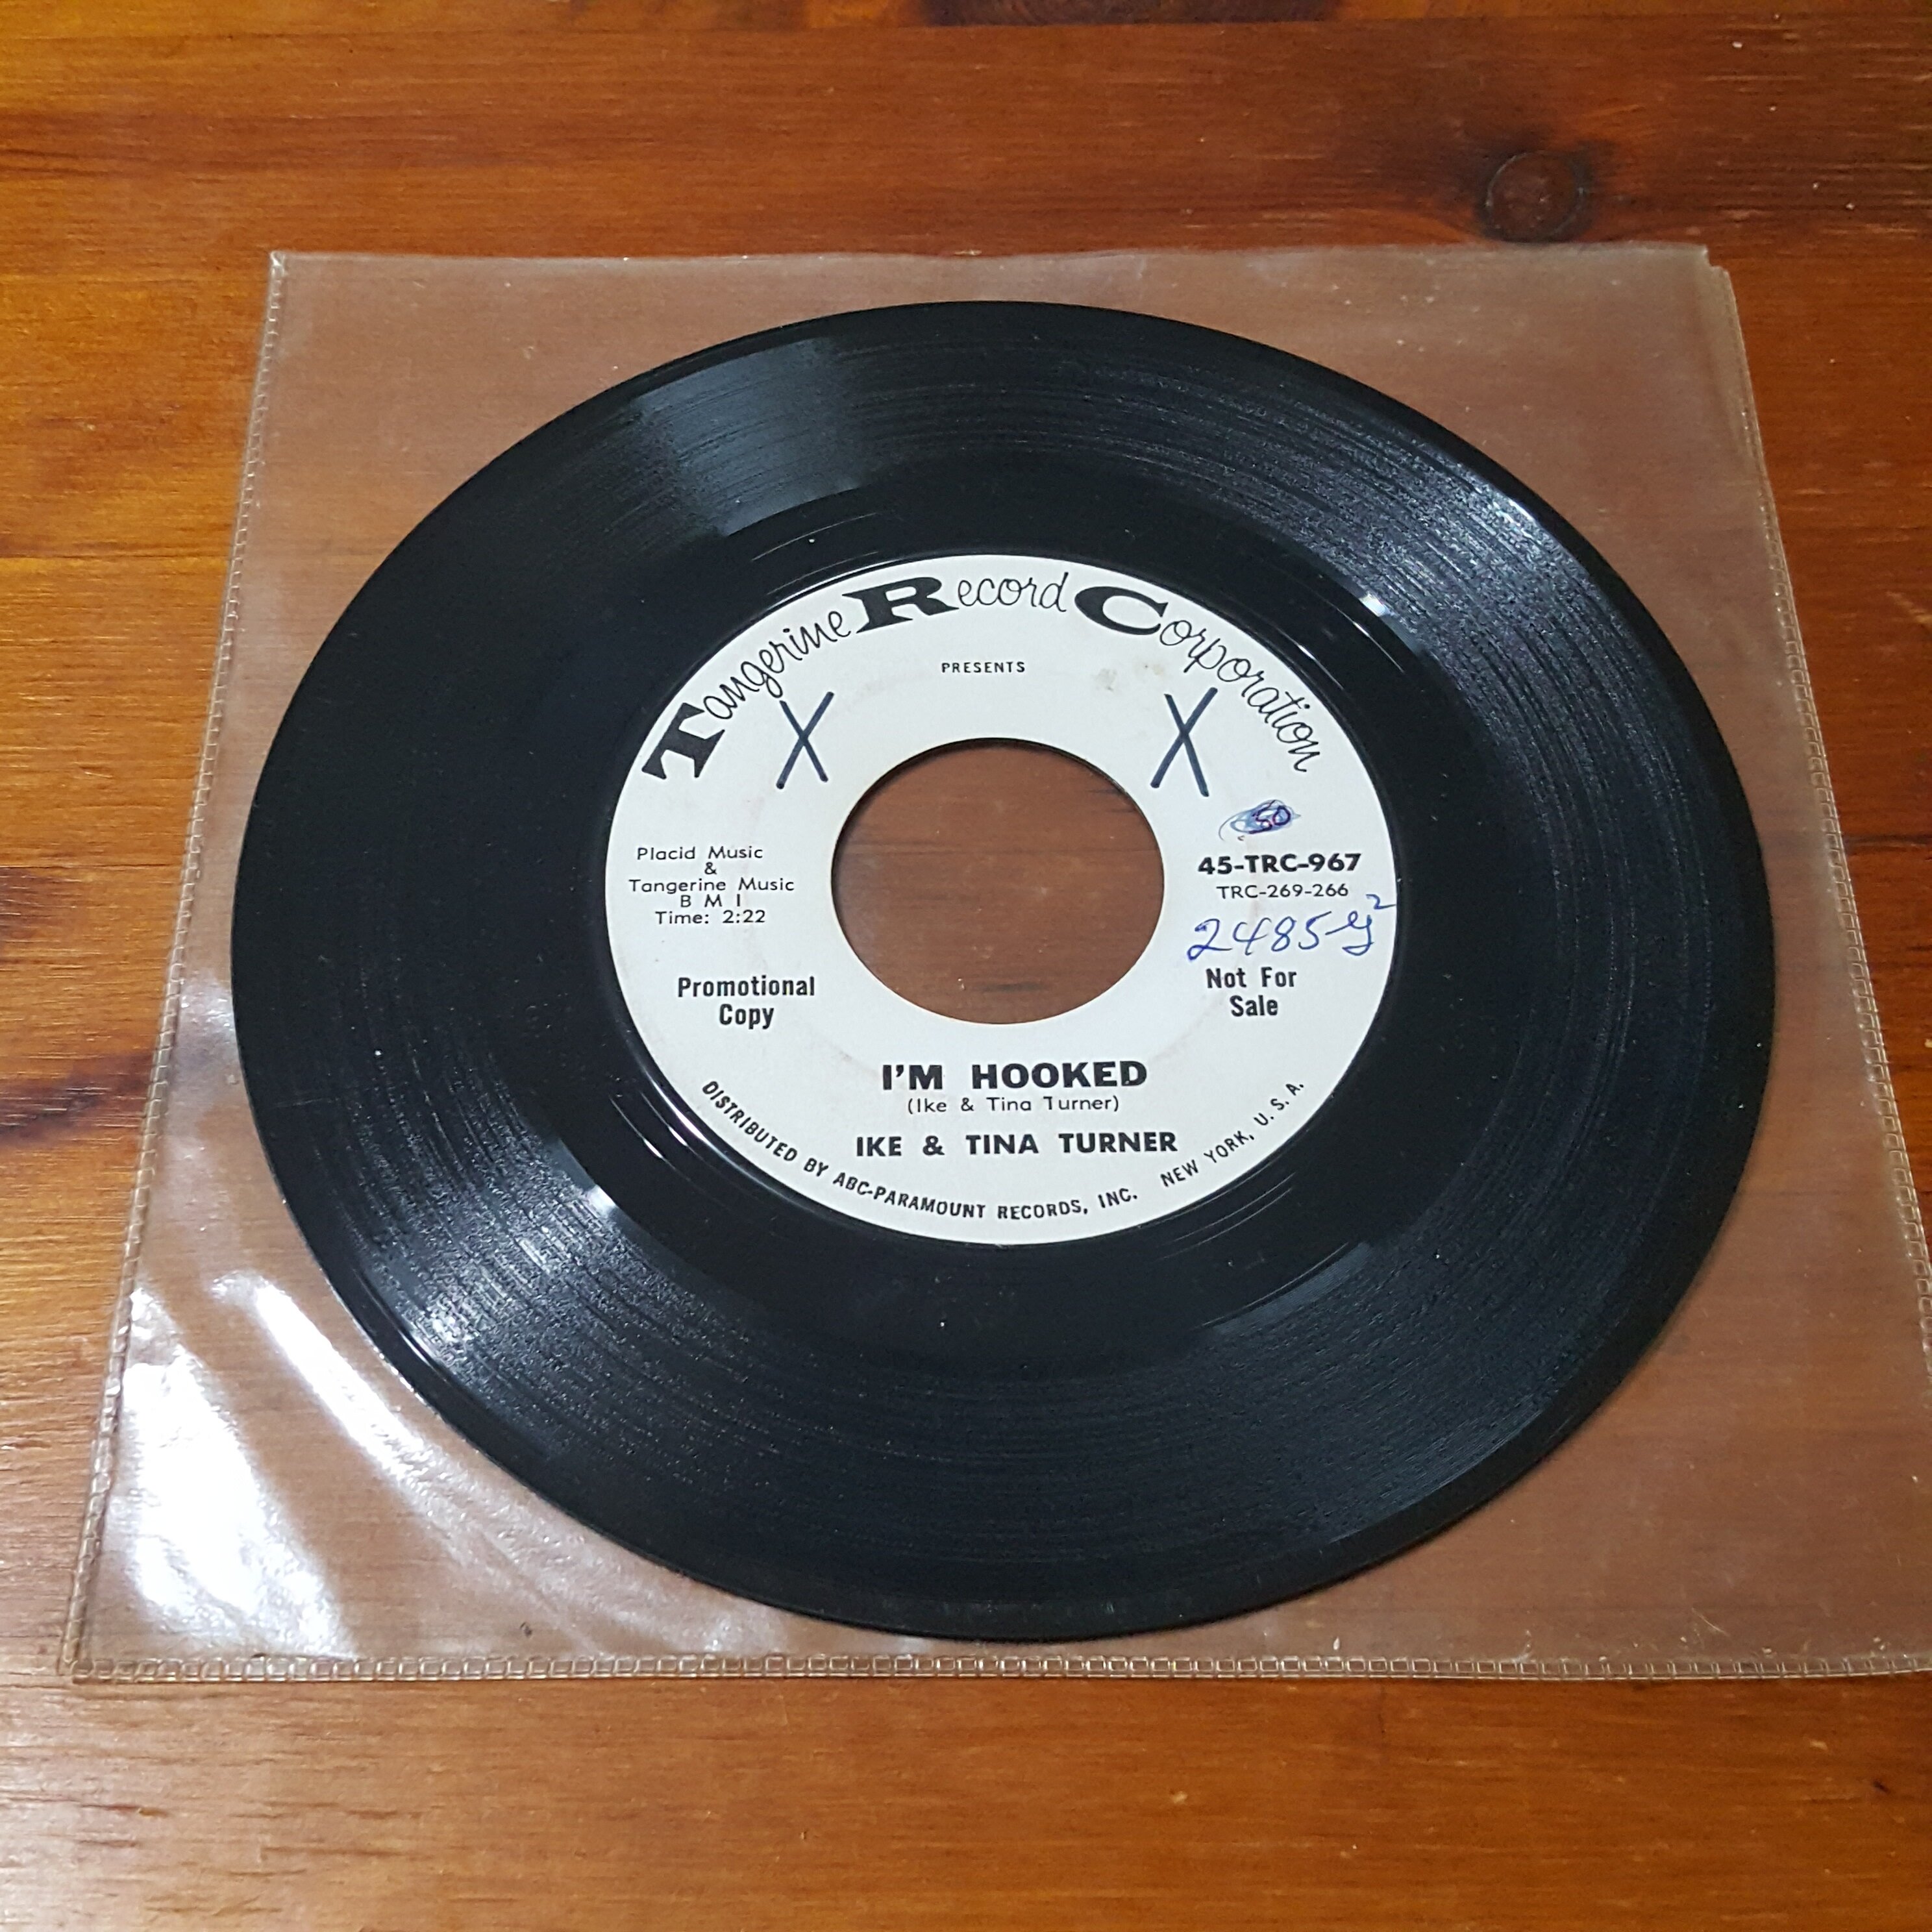 Tangerine Record Corporation
PRESENTS
X X
Placid Music
&
Tangerine Music
B M I
Time: 2:22
45-TRC-967
TRC-269-266
Promotional
Copy
Not For
Sale
I'M HOOKED
(Ike & Tina Turner)
IKE & TINA TURNER
DISTRIBUTED BY ABC-PARAMOUNT RECORDS, INC. NEW YORK, U. S. A.